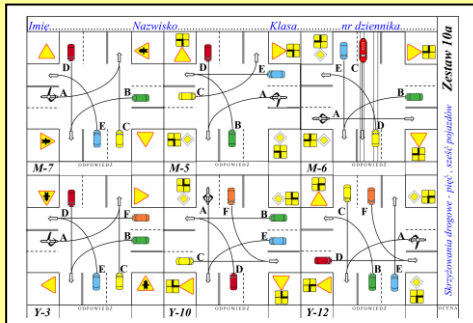 Imię.............................Nazwisko.............................Klasa....................nr dziennika..........
Zestaw 10a
Skrzyżowania drogowe - pięć , sześć pojazdów
D
A
B
E
C
M-7
ODPOWIEDŹ
D
E
C
A
B
M-5
ODPOWIEDŹ
E
C
B
A
D
M-6
ODPOWIEDŹ
D
F
A
B
E
C
Y-3
ODPOWIEDŹ
A
F
B
E
C
D
Y-10
ODPOWIEDŹ
C
F
A
D
B
E
Y-12
ODPOWIEDŹ
OCENA